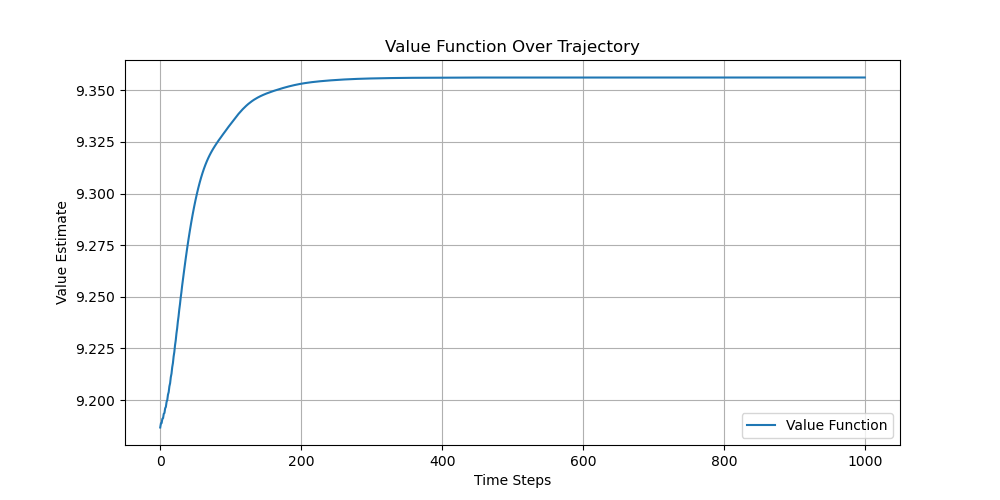 Value Function Over Trajectory
Value Estimate
9.350
9.325
9.300
9.275
9.250
9.225
9.200
0 200 400 600 800 1000
Time Steps
Value Function